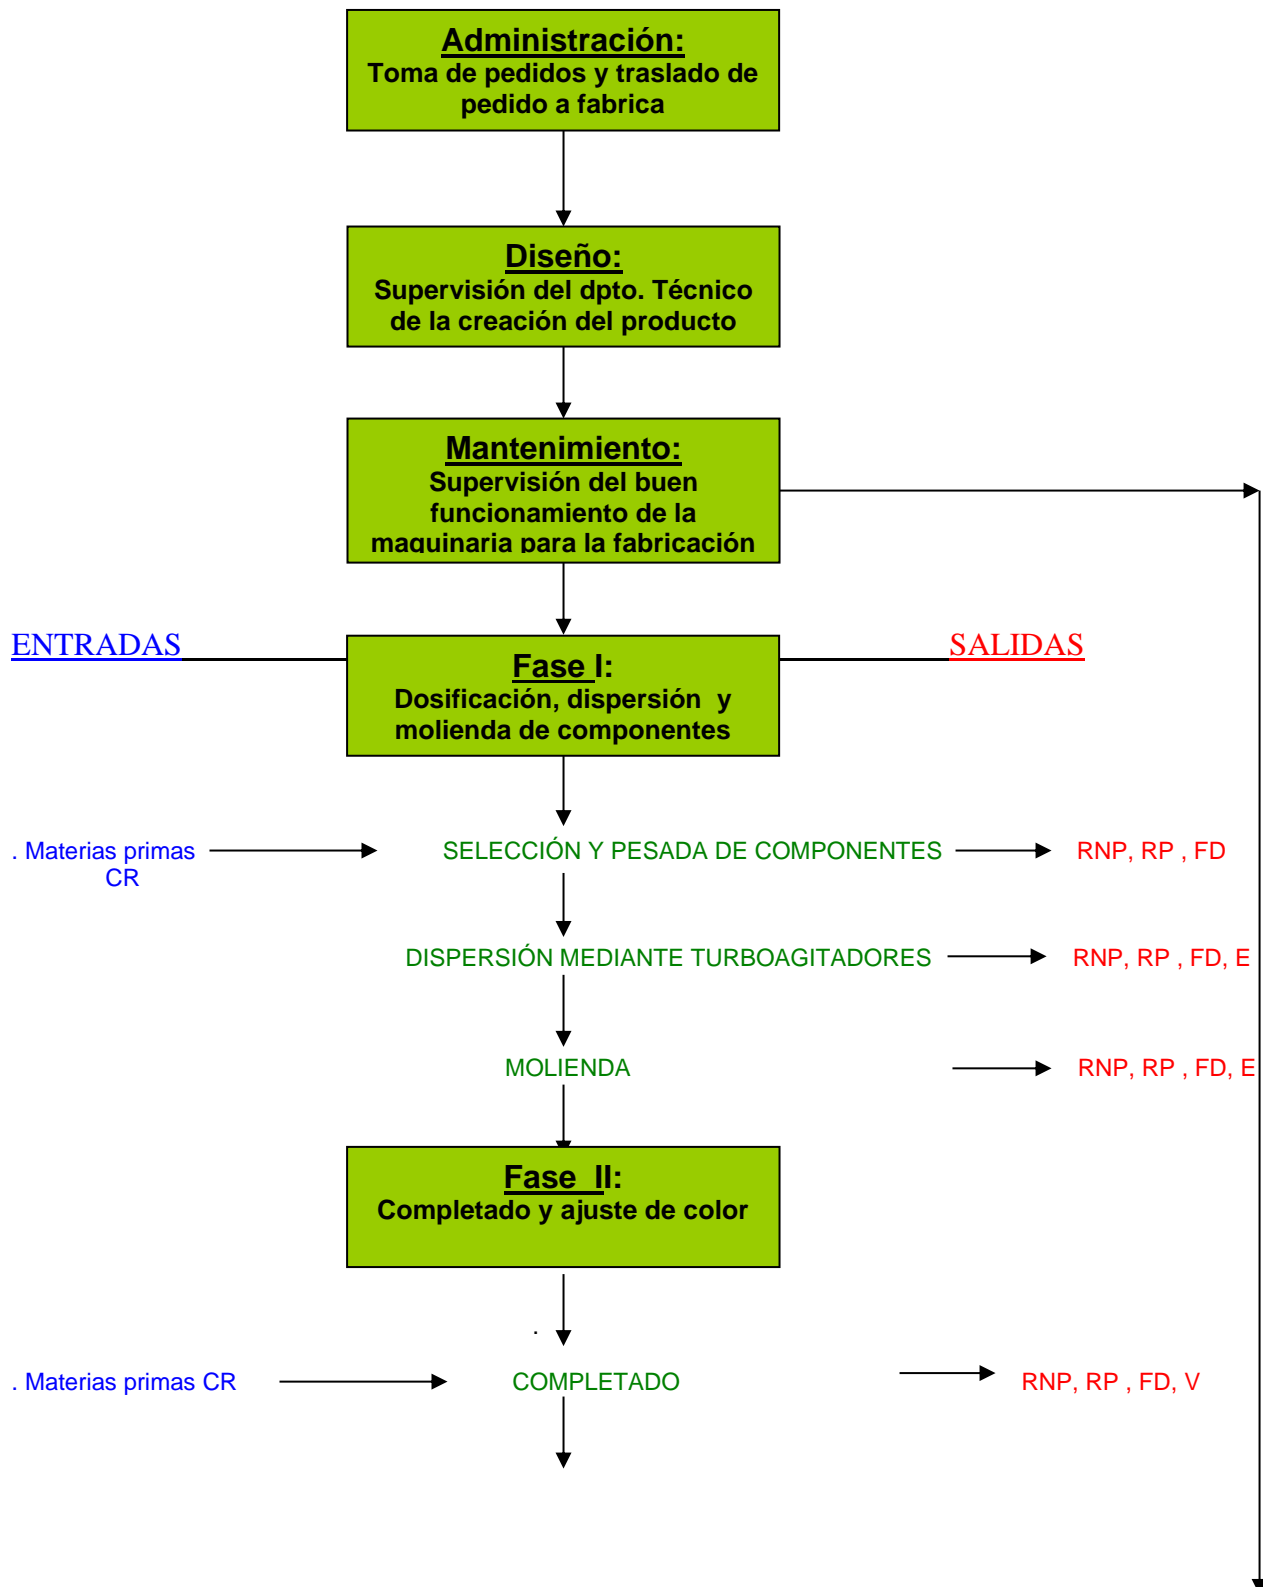 Administración:
Toma de pedidos y traslado de
pedido a fabrica
Diseño:
Supervisión del dpto. Técnico
de la creación del producto
Mantenimiento:
Supervisión del buen
funcionamiento de la
maquinaria para la fabricación
ENTRADAS
SALIDAS
Fase I:
Dosificación, dispersión y
molienda de componentes
. Materias primas
CR
SELECCIÓN Y PESADA DE COMPONENTES
RNP, RP , FD
DISPERSIÓN MEDIANTE TURBOAGITADORES
RNP, RP , FD, E
MOLIENDA
RNP, RP , FD, E
Fase II:
Completado y ajuste de color
.
. Materias primas CR
COMPLETADO
RNP, RP , FD, V